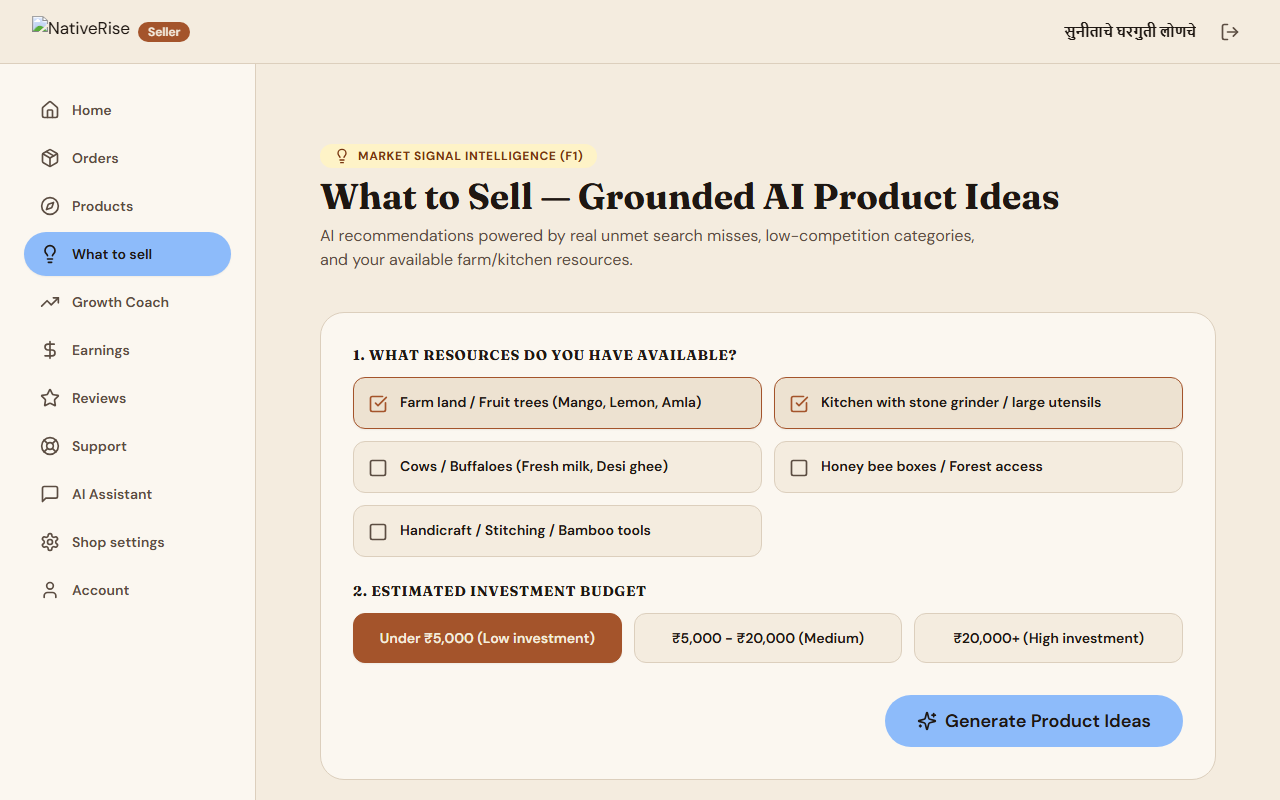 NativeRise
Seller
सुनीताचे घरगुती लोणचे
Home
Orders
Products
What to sell
Growth Coach
Earnings
Reviews
Support
AI Assistant
Shop settings
Account
MARKET SIGNAL INTELLIGENCE (F1)
What to Sell — Grounded AI Product Ideas
AI recommendations powered by real unmet search misses, low-competition categories,
and your available farm/kitchen resources.
1. WHAT RESOURCES DO YOU HAVE AVAILABLE?
Farm land / Fruit trees (Mango, Lemon, Amla)
Kitchen with stone grinder / large utensils
Cows / Buffaloes (Fresh milk, Desi ghee)
Honey bee boxes / Forest access
Handicraft / Stitching / Bamboo tools
2. ESTIMATED INVESTMENT BUDGET
Under ₹5,000 (Low investment)
₹5,000 - ₹20,000 (Medium)
₹20,000+ (High investment)
Generate Product Ideas